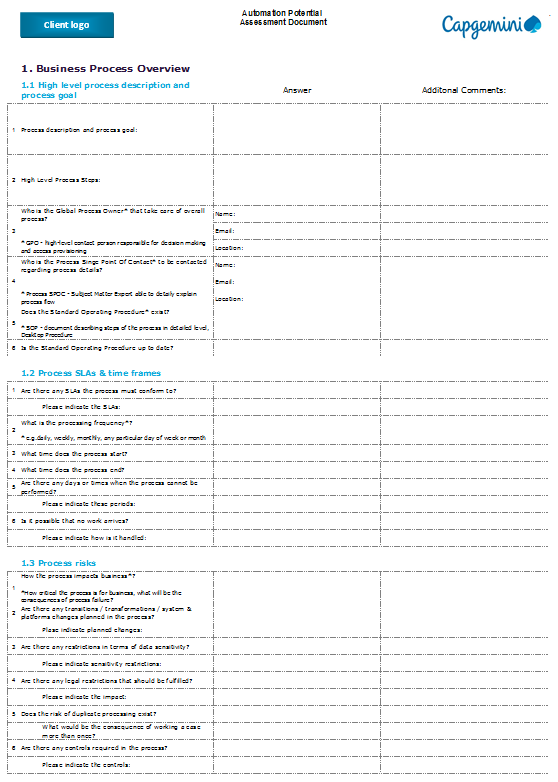 Client logo
Automation Potential
Assessment Document
Capgemini
1. Business Process Overview
1.1 High level process description and
process goal
Answer
Additonal Comments:
1 Process description and process goal:
2 High Level Process Steps:
3
Who is the Global Process Owner* that take care of overall
process?
* GPO - high-level contact person responsible for decision making
and access provisioning
Name:
Email:
Location:
4
Who is the Process Singe Point Of Contact* to be contacted
regarding process details?
* Process SPOC - Subject Matter Expert able to detaily explain
process flow
Name:
Email:
Location:
5
Does the Standard Operating Procedure* exist?
* SOP - document describing steps of the process in detailed level,
Desktop Procedure
6 Is the Standard Operating Procedure up to date?
1.2 Process SLAs & time frames
1 Are there any SLAs the process must conform to?
Please indicate the SLAs:
2
What is the processing frequency*?
* e.g.daily, weekly, monthly, any particular day of week or month
3 What time does the process start?
4 What time does the process end?
5
Are there any days or times when the process cannot be
performed?
Please indicate these periods:
6 Is it possible that no work arrives?
Please indicate how is it handled:
1.3 Process risks
1
How the process impacts business*?
*How critical the process is for business, what will be the
consequences of process failure?
2
Are there any transitions / transformations / system &
platforms changes planned in the process?
Plase indicate planned changes:
3 Are there any restrictions in terms of data sensitivity?
Please indicate sensitivity restrictions:
4 Are there any legal restrictions that should be fulfilled?
Please indicate the impact:
5 Does the risk of duplicate processing exist?
What would be the consequence of working a case
more than once?
6 Are there any controls required in the process?
Please indicate the controls: